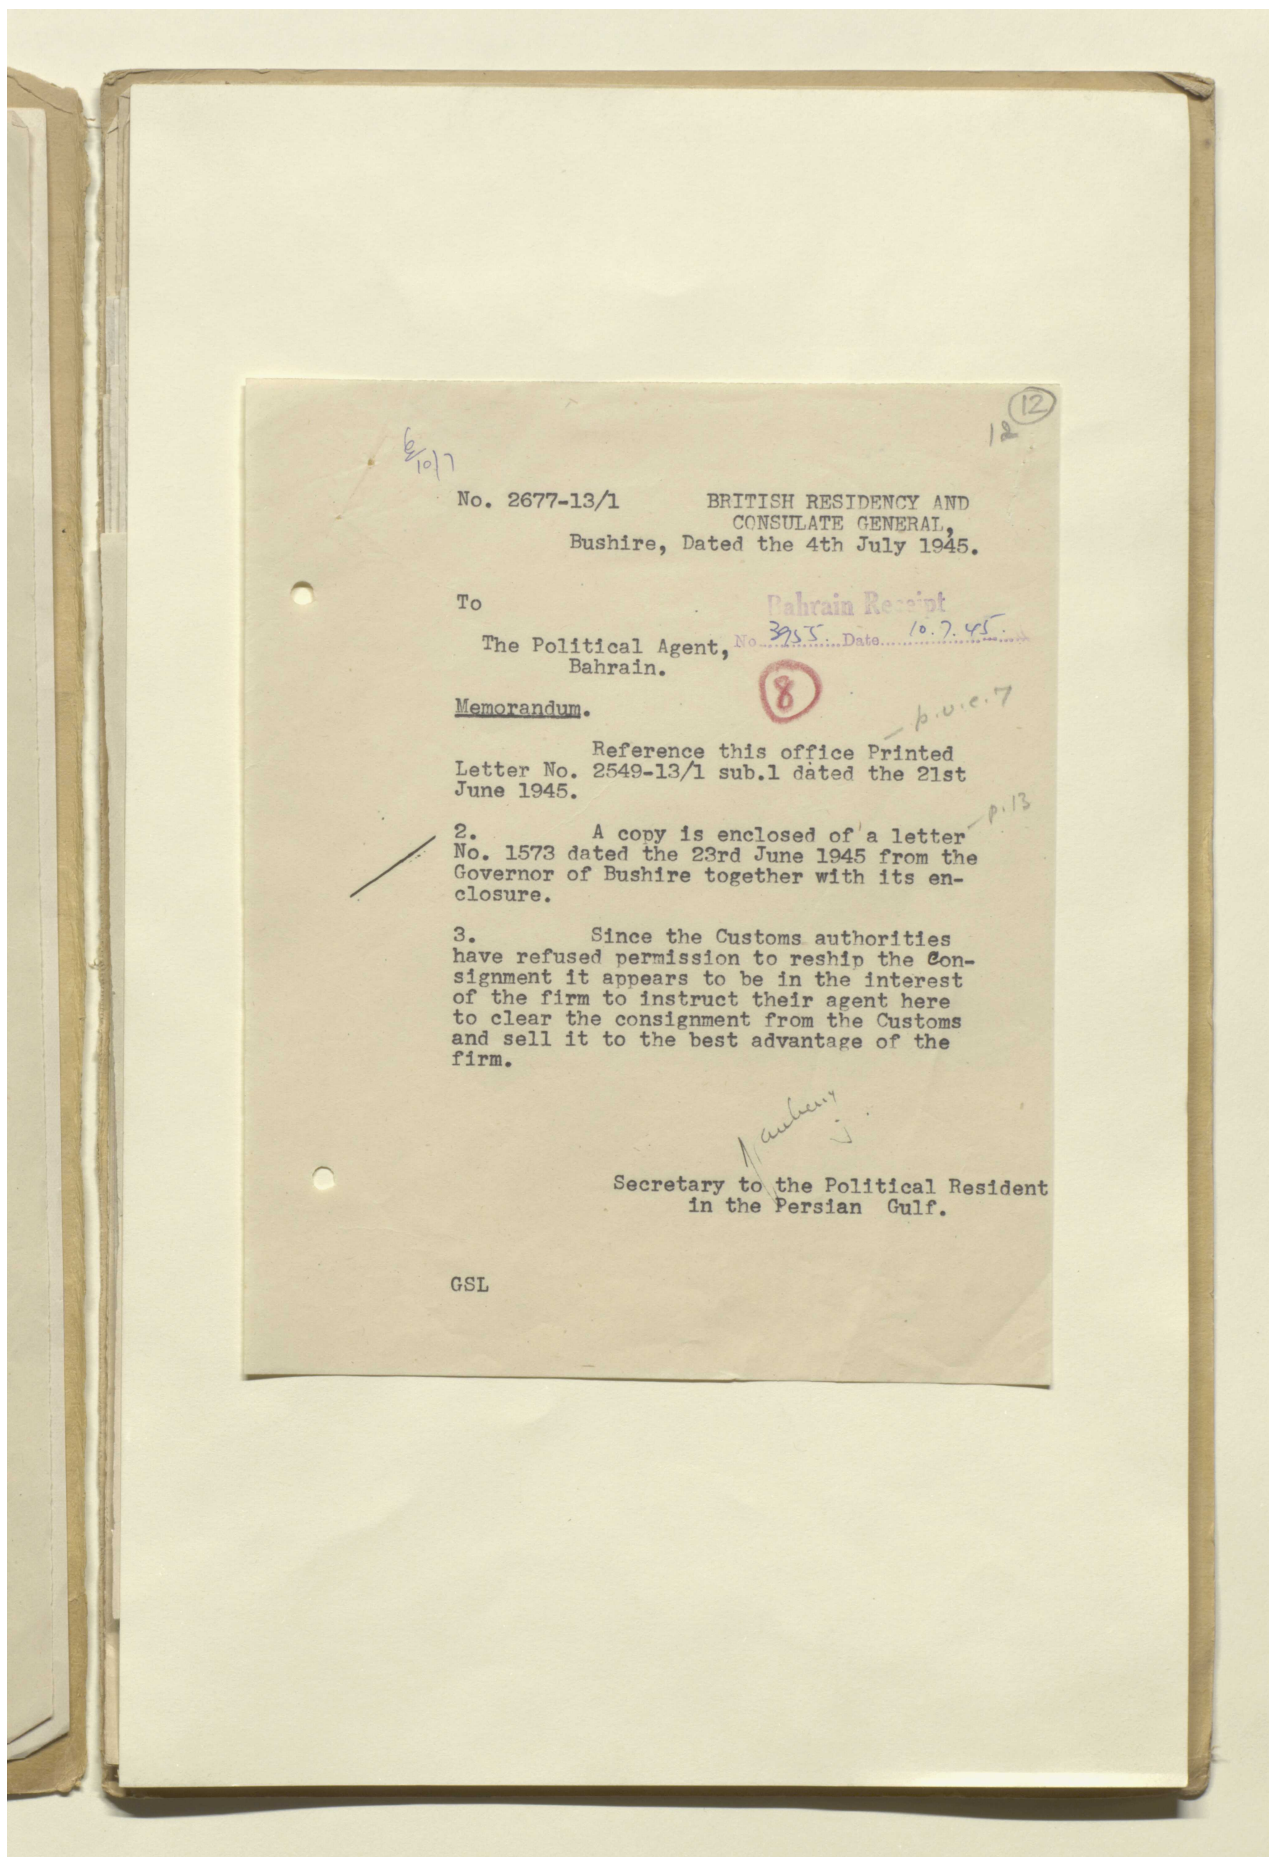 12
12
10/7
No. 2677-13/1 BRITISH RESIDENCY AND
CONSULATE GENERAL,
Bushire, Dated the 4th July 1945.
To
Bahrain Receipt
No 3955 Date 10.7.45.
The Political Agent,
Bahrain.
8
Memorandum.
p.u.c. 7
Reference this office Printed
Letter No. 2549-13/1 sub.1 dated the 21st
June 1945.
p.13
2. A copy is enclosed of a letter
No. 1573 dated the 23rd June 1945 from the
Governor of Bushire together with its en-
closure.
3. Since the Customs authorities
have refused permission to reship the Con-
signment it appears to be in the interest
of the firm to instruct their agent here
to clear the consignment from the Customs
and sell it to the best advantage of the
firm.
Secretary to the Political Resident
in the Persian Gulf.
GSL